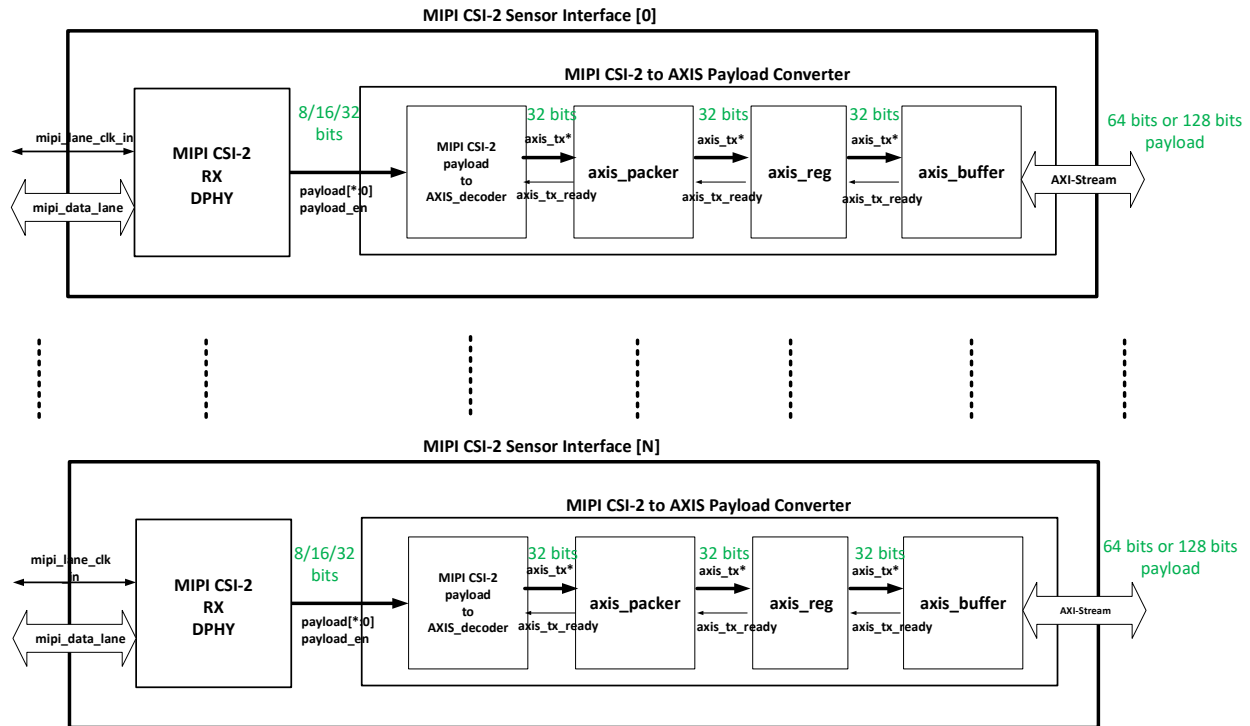 MIPI CSI-2 Sensor Interface [0]
MIPI CSI-2 to AXIS Payload Converter
mipi_lane_clk_in
mipi_data_lane
MIPI CSI-2
RX
DPHY
8/16/32
bits
payload[*:0]
payload_en
MIPI CSI-2
payload
to
AXIS_decoder
32 bits
axis_tx*
axis_tx_ready
axis_packer
32 bits
axis_tx*
axis_tx_ready
axis_reg
32 bits
axis_tx*
axis_tx_ready
axis_buffer
AXI-Stream
64 bits or 128 bits
payload
MIPI CSI-2 Sensor Interface [N]
MIPI CSI-2 to AXIS Payload Converter
mipi_lane_clk
_in
mipi_data_lane
MIPI CSI-2
RX
DPHY
8/16/32
bits
payload[*:0]
payload_en
MIPI CSI-2
payload
to
AXIS_decoder
32 bits
axis_tx*
axis_tx_ready
axis_packer
32 bits
axis_tx*
axis_tx_ready
axis_reg
32 bits
axis_tx*
axis_tx_ready
axis_buffer
AXI-Stream
64 bits or 128 bits
payload